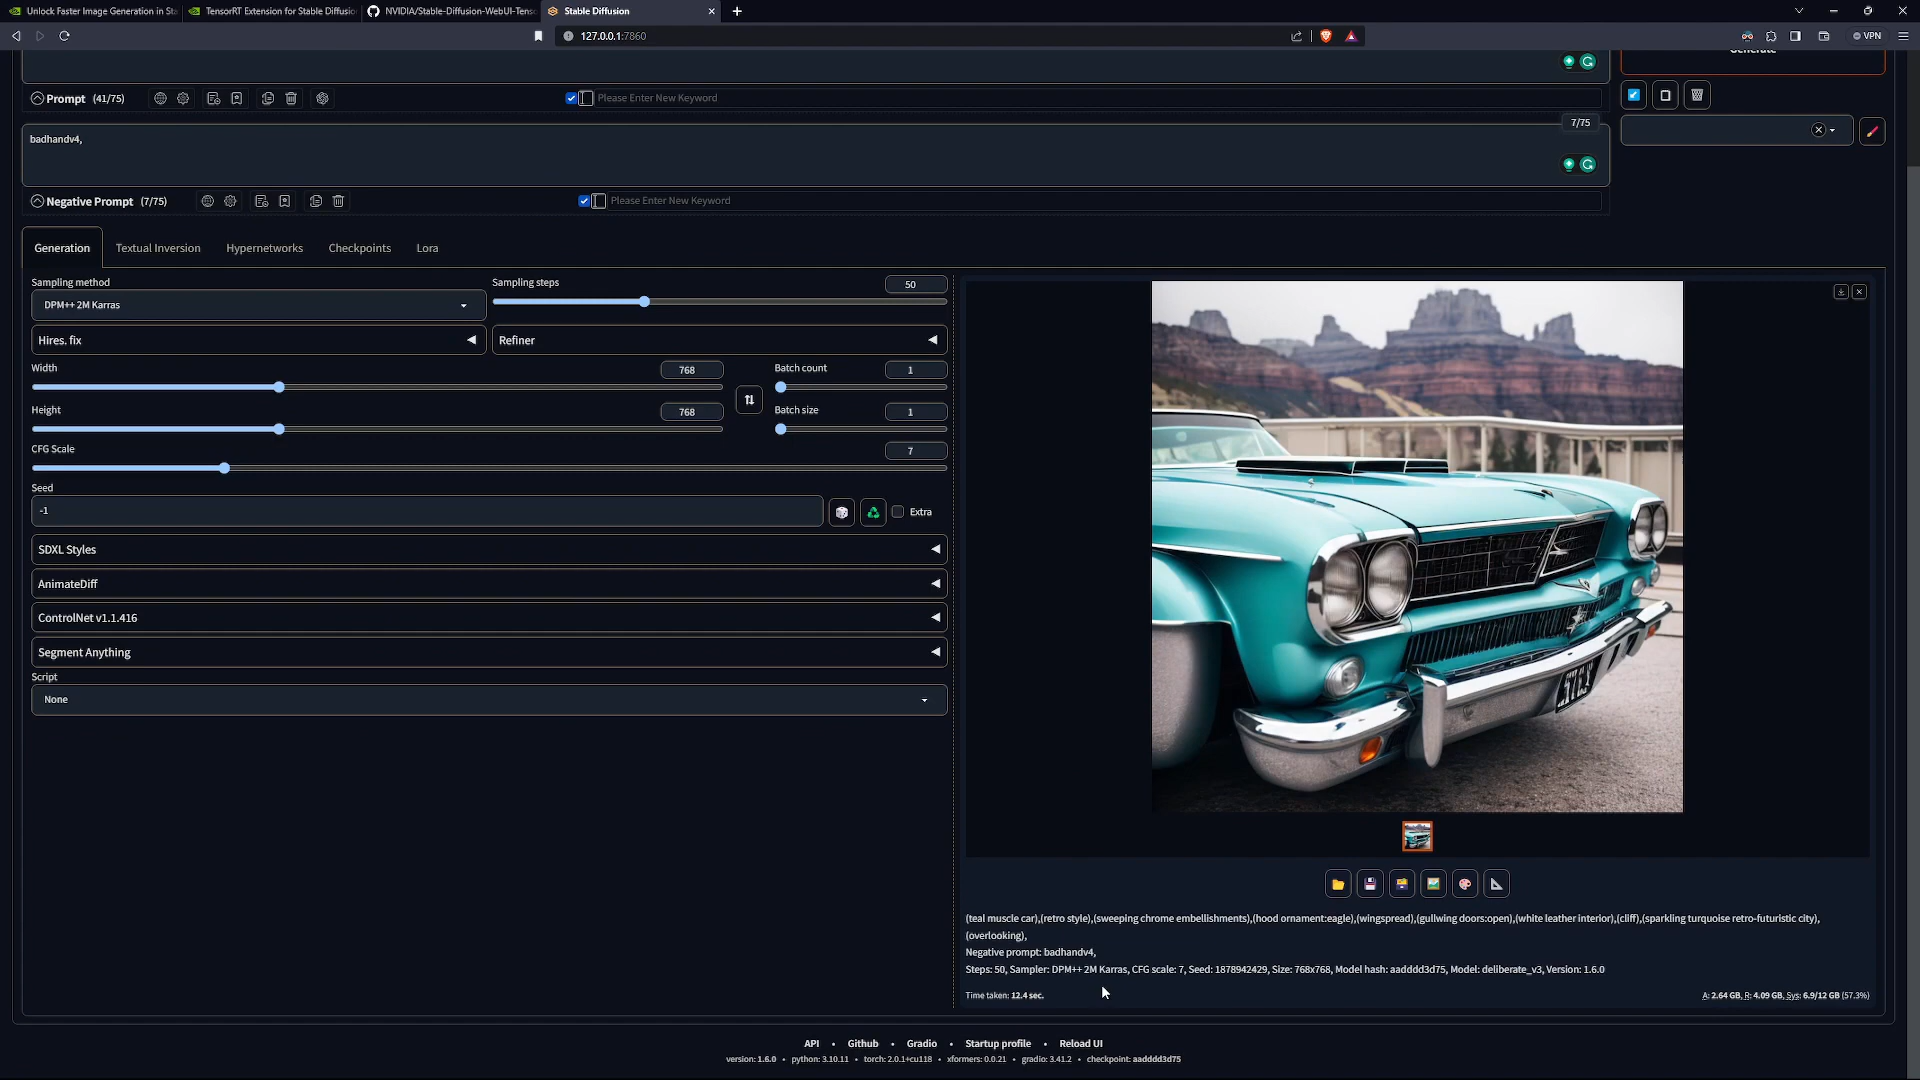 Unlock Faster Image Generation in Sta
TensorRT Extension for Stable Diffusio
NVIDIA/Stable-Diffusion-WebUI-Tens
Stable Diffusion
127.0.0.1:7860
VPN
Generate
Prompt (41/75)
Please Enter New Keyword
7/75
badhandv4,
Negative Prompt (7/75)
Please Enter New Keyword
Generation
Textual Inversion
Hypernetworks
Checkpoints
Lora
Sampling method
DPM++ 2M Karras
Sampling steps
50
Hires. fix
Refiner
Width
768
Batch count
1
Height
768
Batch size
1
CFG Scale
7
Seed
-1
Extra
SDXL Styles
AnimateDiff
ControlNet v1.1.416
Segment Anything
Script
None
(teal muscle car),(retro style),(sweeping chrome embellishments),(hood ornament:eagle),(wingspread),(gullwing doors:open),(white leather interior),(cliff),(sparkling turquoise retro-futuristic city),
(overlooking),
Negative prompt: badhandv4,
Steps: 50, Sampler: DPM++ 2M Karras, CFG scale: 7, Seed: 1878942429, Size: 768x768, Model hash: aadddd3d75, Model: deliberate_v3, Version: 1.6.0
Time taken: 12.4 sec.
A: 2.64 GB, R: 4.09 GB, Sys: 6.9/12 GB (57.3%)
API • Github • Gradio • Startup profile • Reload UI
version: 1.6.0 • python: 3.10.11 • torch: 2.0.1+cu118 • xformers: 0.0.21 • gradio: 3.41.2 • checkpoint: aadddd3d75